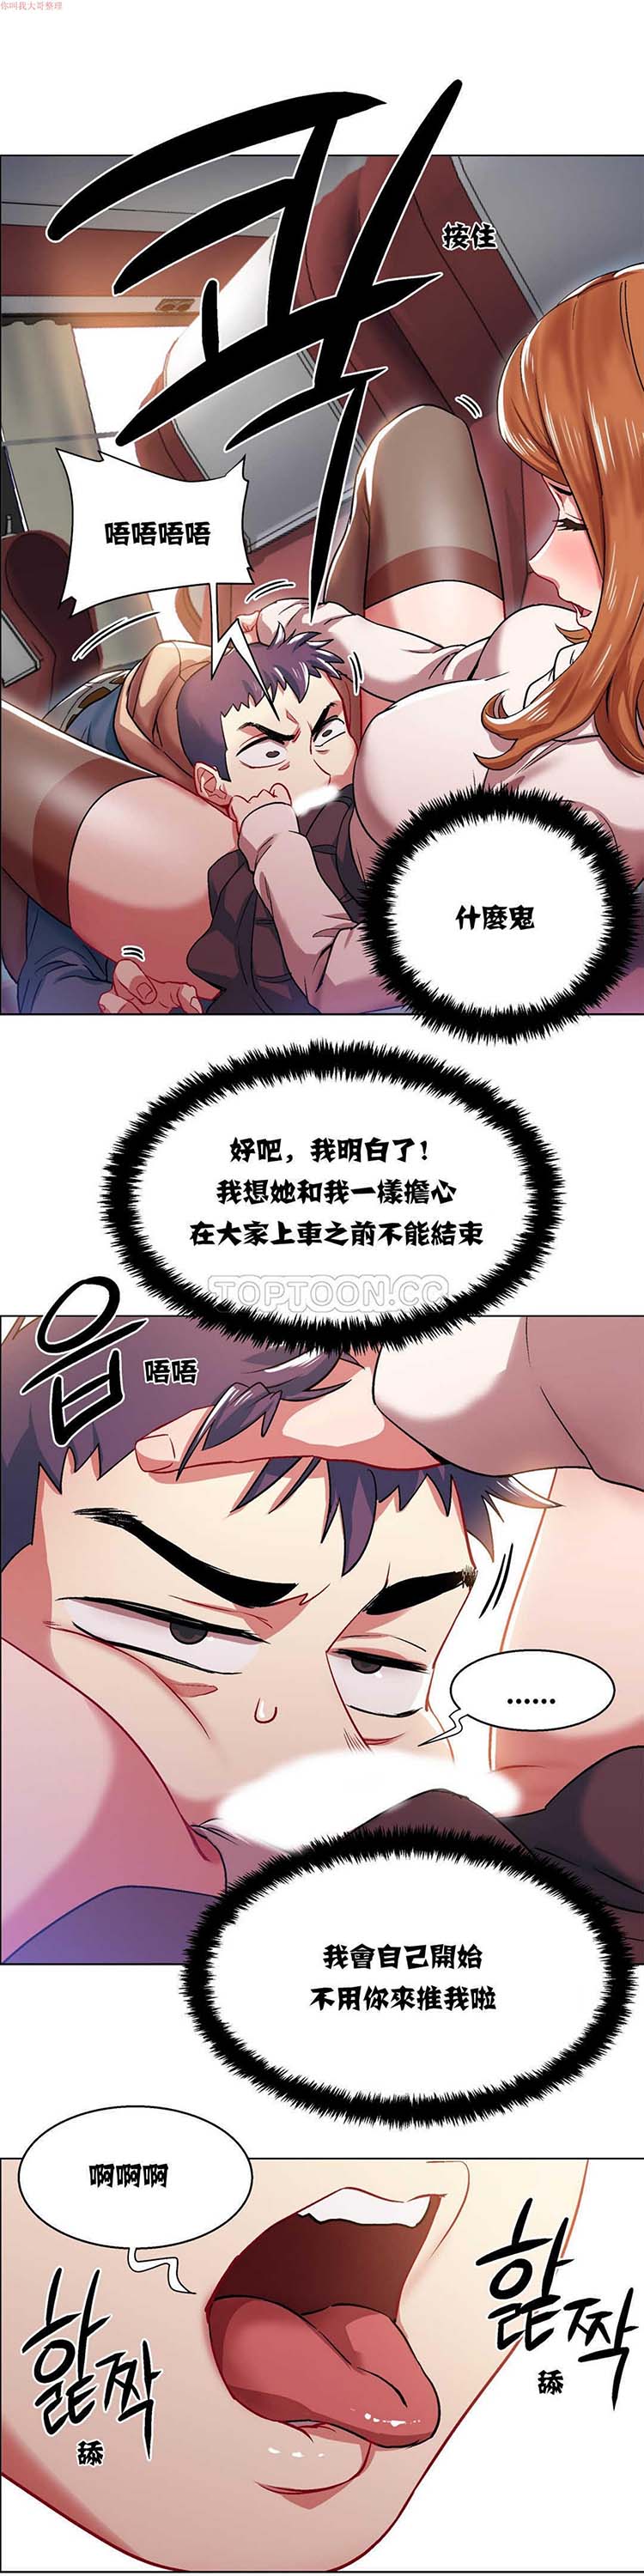 你叫我大哥整理
콱
按住
唔唔唔唔
什麼鬼
好吧，我明白了！
我想她和我一樣擔心
在大家上車之前不能結束
TOPTOON.CC
읍
唔唔
......
我會自己開始
不用你來推我啦
啊啊啊
할짝
舔
할짝
舔